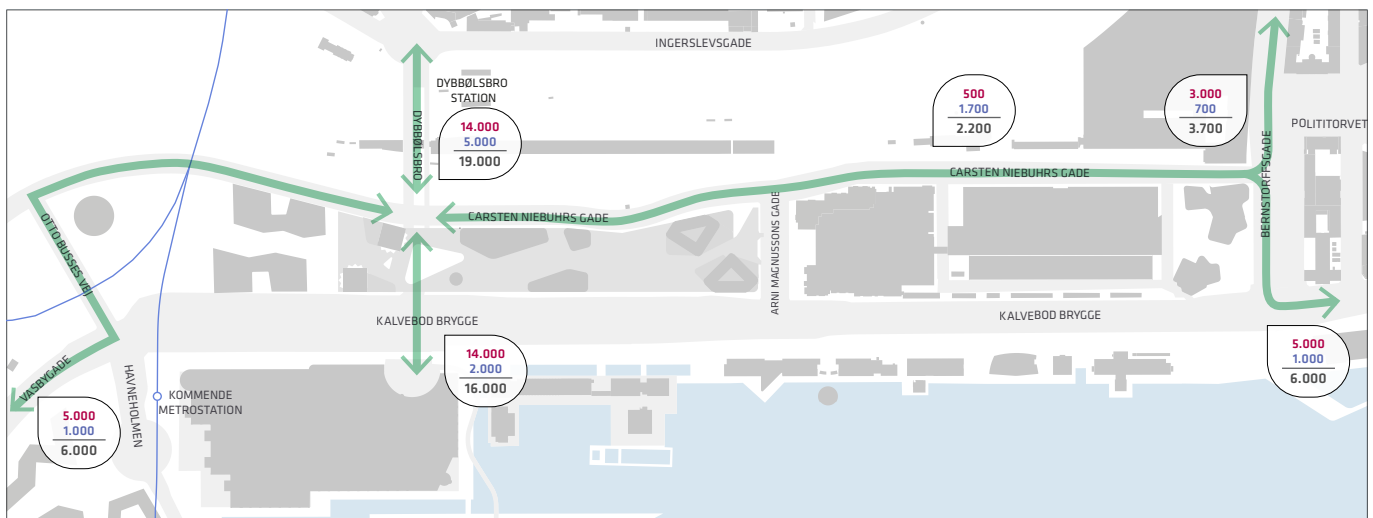 INGERSLEVSGADE
DYBBØLSBRO
STATION
14.000
5.000
19.000
DYBBØLSBRO
500
1.700
2.200
3.000
700
3.700
POLITITORVET
BERNSTORFFSGADE
CARSTEN NIEBUHRS GADE
CARSTEN NIEBUHRS GADE
ARNI MAGNUSSONS GADE
OTTO BUSSES VEJ
KALVEBOD BRYGGE
KALVEBOD BRYGGE
14.000
2.000
16.000
5.000
1.000
6.000
VASBYGADE
HAVNEHOLMEN
KOMMENDE
METROSTATION
5.000
1.000
6.000